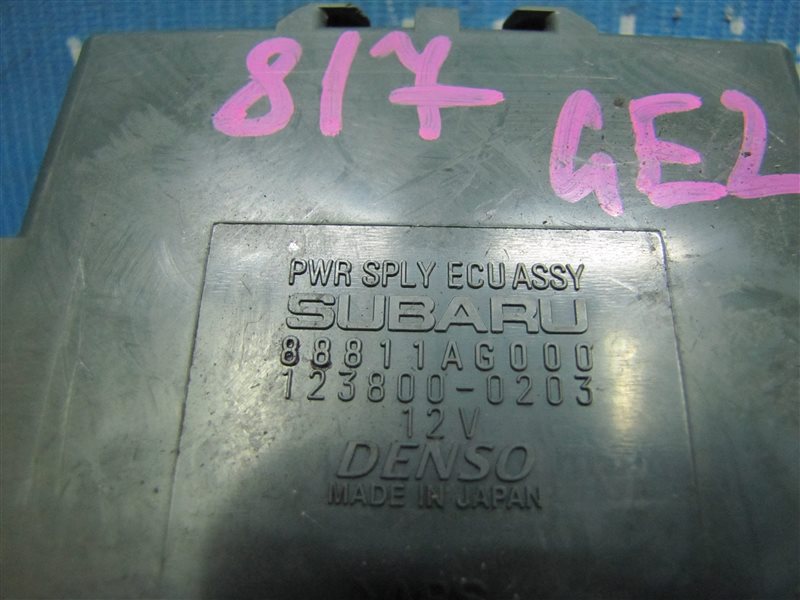 817
GE2
PWR SPLY ECU ASSY
SUBARU
88811AG000
123800-0203
12V
DENSO
MADE IN JAPAN